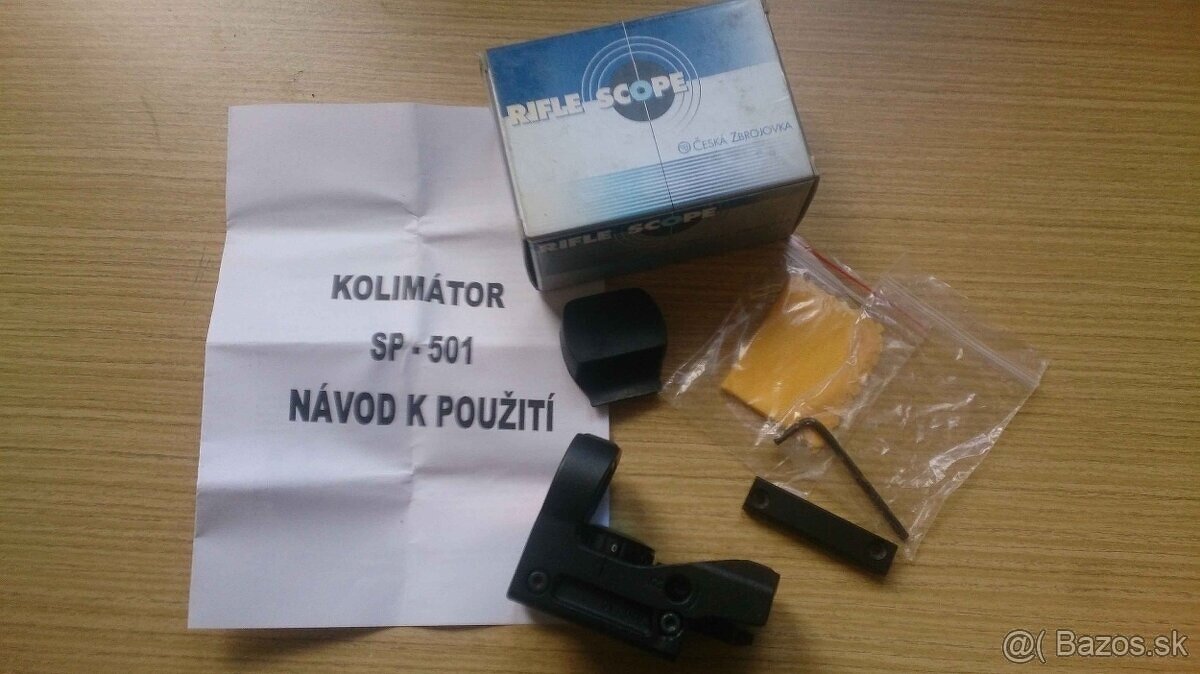 RIFLE SCOPE
ČESKÁ ZBROJOVKA
RIFLE SCOPE
KOLIMÁTOR
SP - 501
NÁVOD K POUŽITÍ
@( Bazos.sk